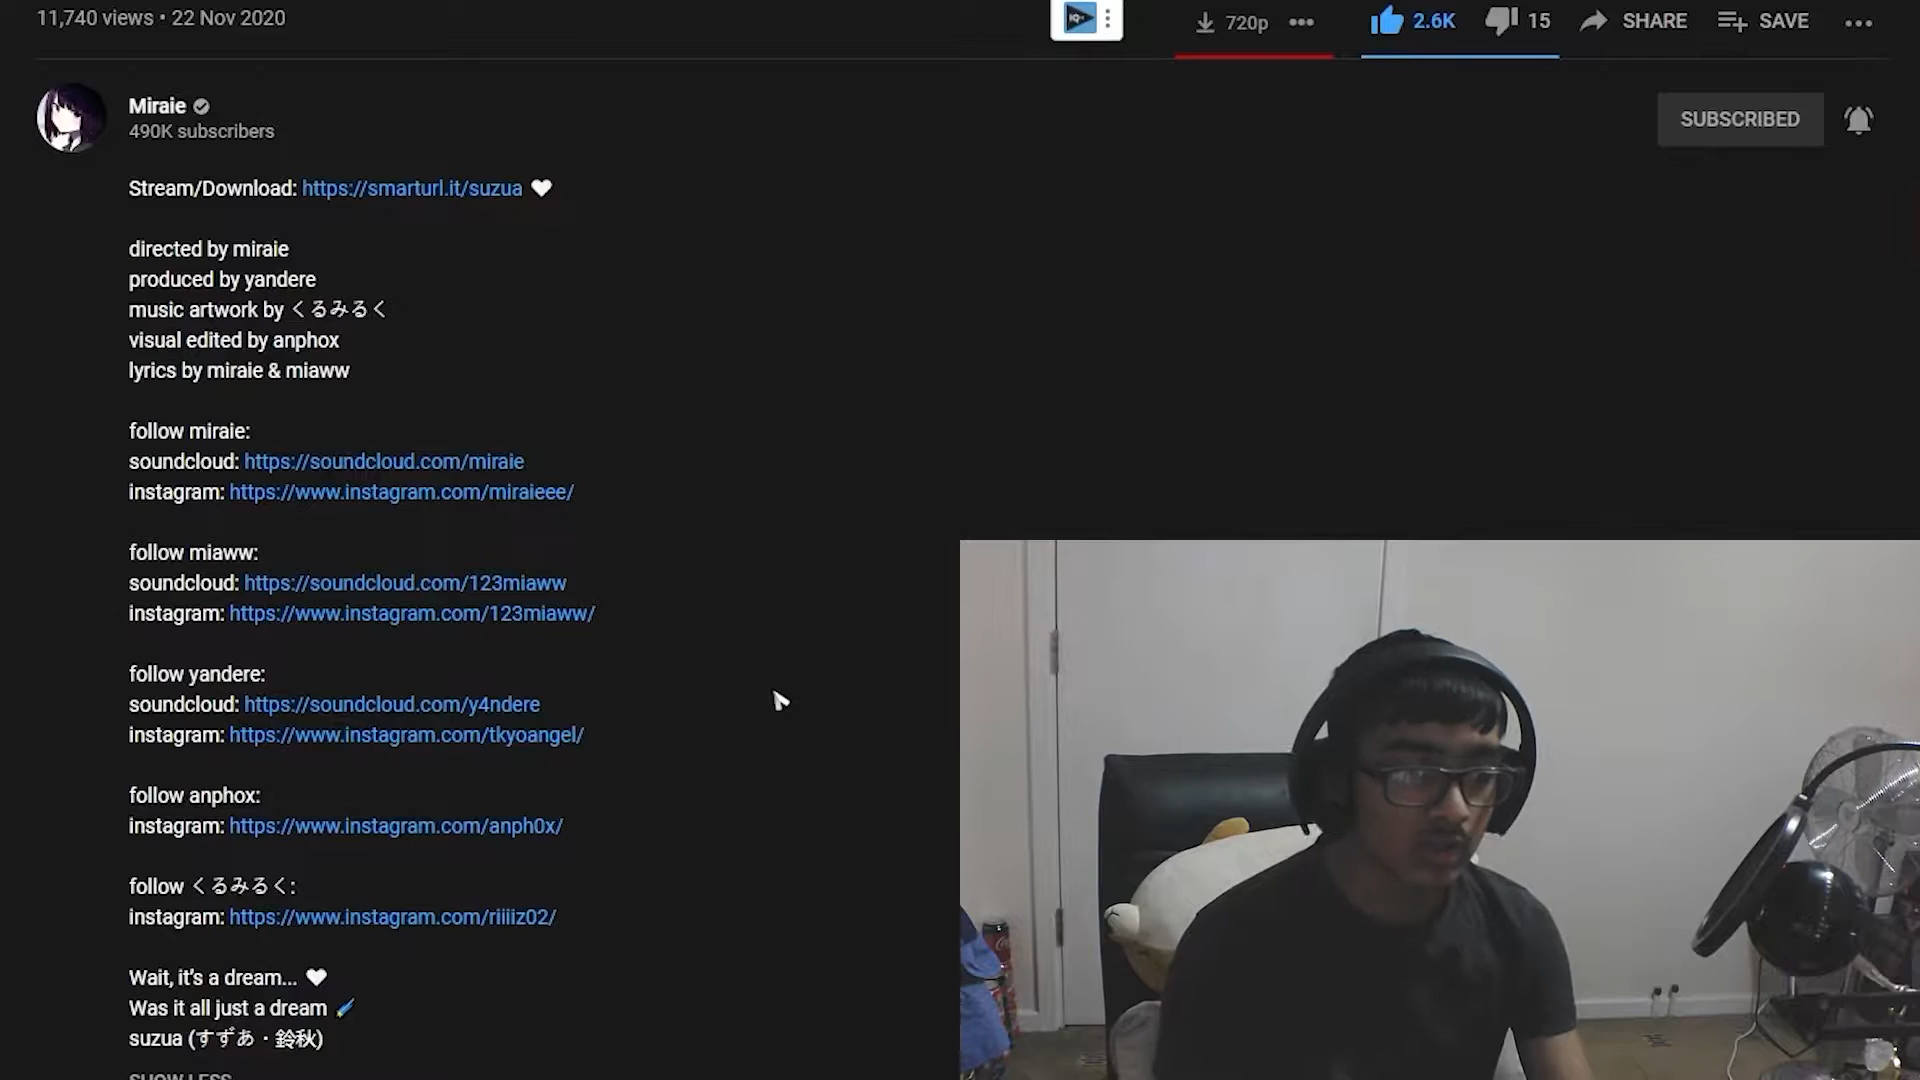 11,740 views • 22 Nov 2020
720p
2.6K
15
SHARE
SAVE
Miraie
490K subscribers
SUBSCRIBED
Stream/Download: https://smarturl.it/suzua 🤍
directed by miraie
produced by yandere
music artwork by くるみるく
visual edited by anphox
lyrics by miraie & miaww
follow miraie:
soundcloud: https://soundcloud.com/miraie
instagram: https://www.instagram.com/miraieee/
follow miaww:
soundcloud: https://soundcloud.com/123miaww
instagram: https://www.instagram.com/123miaww/
follow yandere:
soundcloud: https://soundcloud.com/y4ndere
instagram: https://www.instagram.com/tkyoangel/
follow anphox:
instagram: https://www.instagram.com/anph0x/
follow くるみるく:
instagram: https://www.instagram.com/riiiiz02/
Wait, it's a dream... 🤍
Was it all just a dream
suzua (すずあ・鈴秋)
SHOW LESS